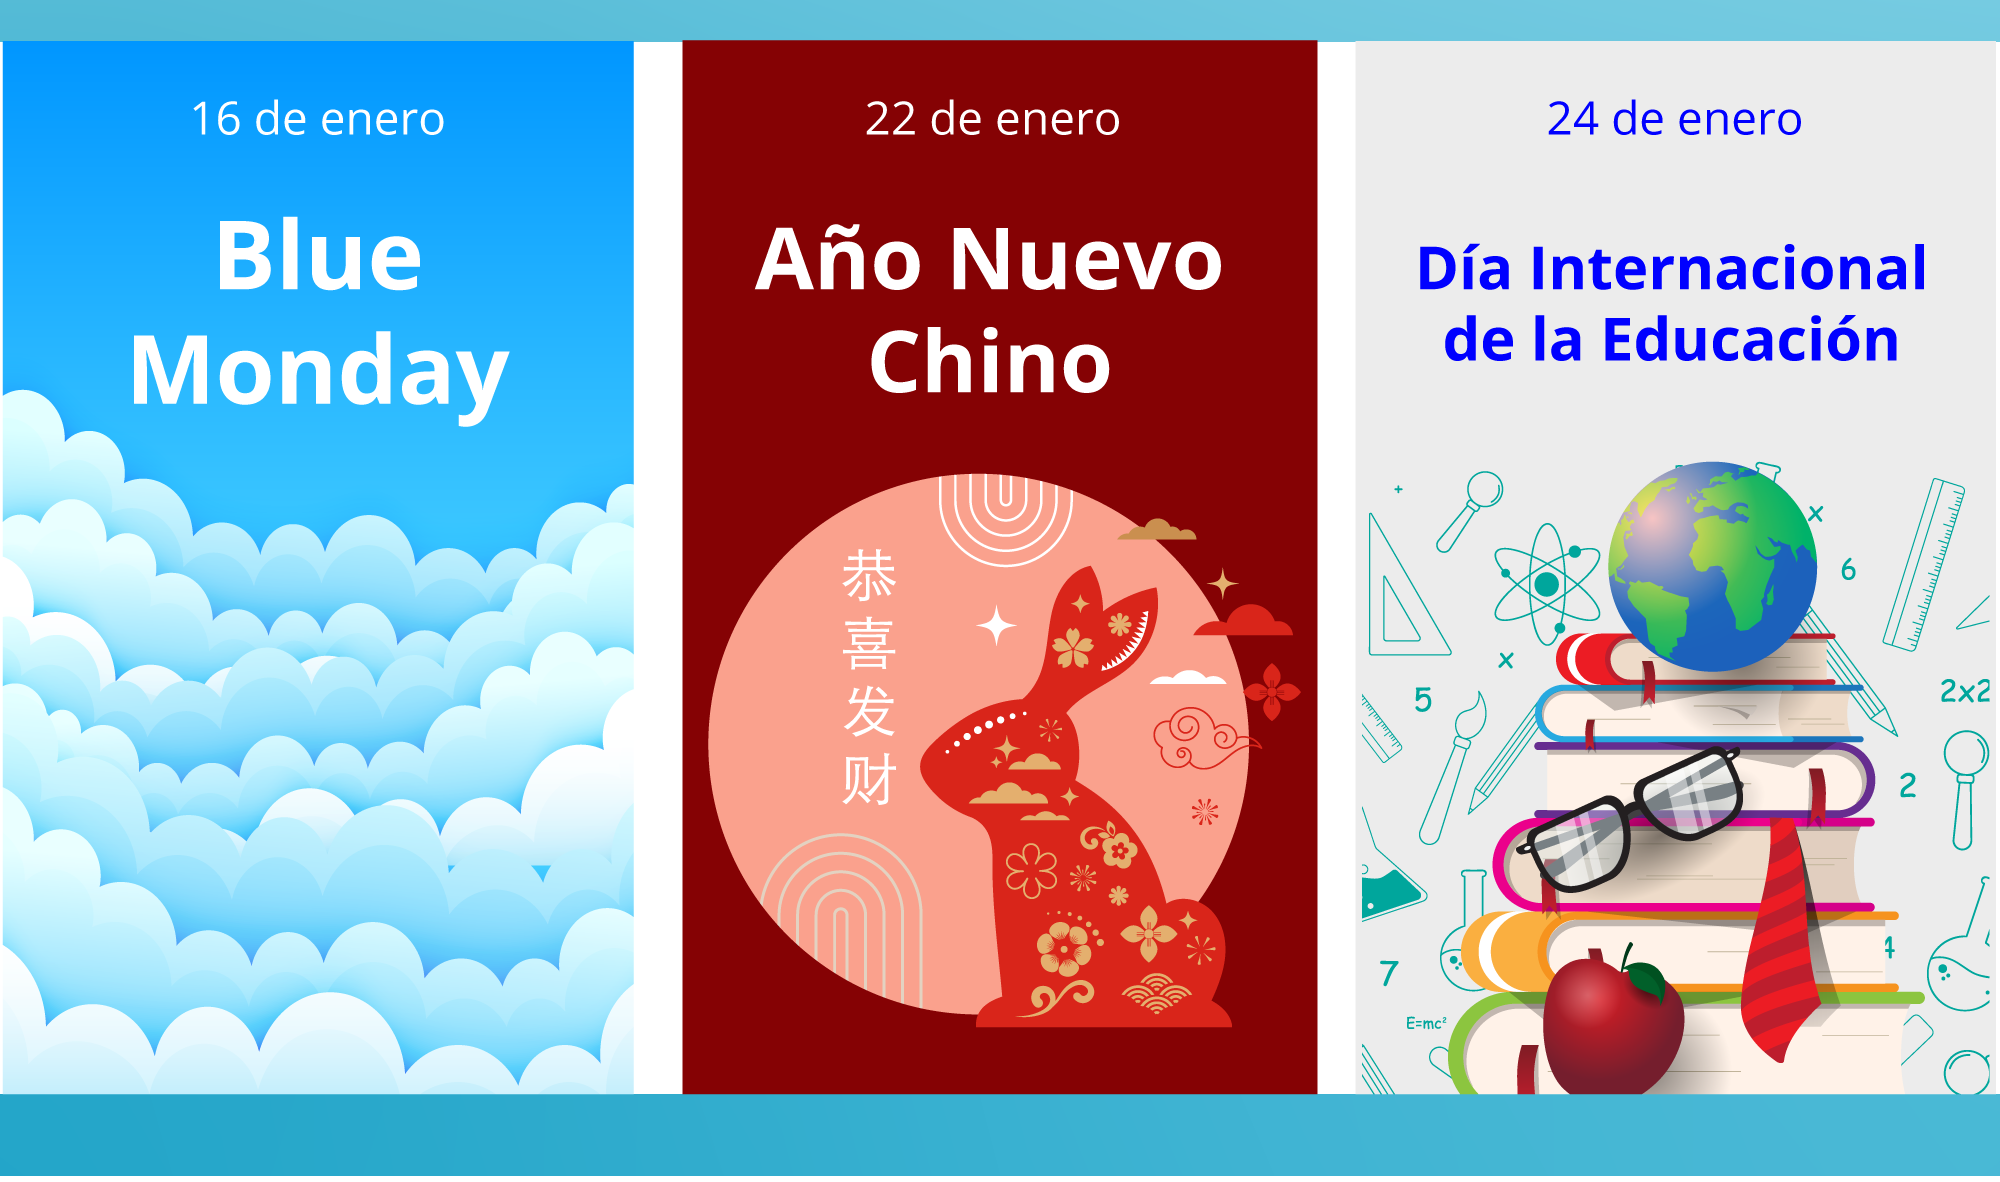 16 de enero
Blue
Monday
22 de enero
Año Nuevo
Chino
恭
喜
发
财
24 de enero
Día Internacional
de la Educación
+
x
6
x
5
2x2
2
4
7
E=mc²